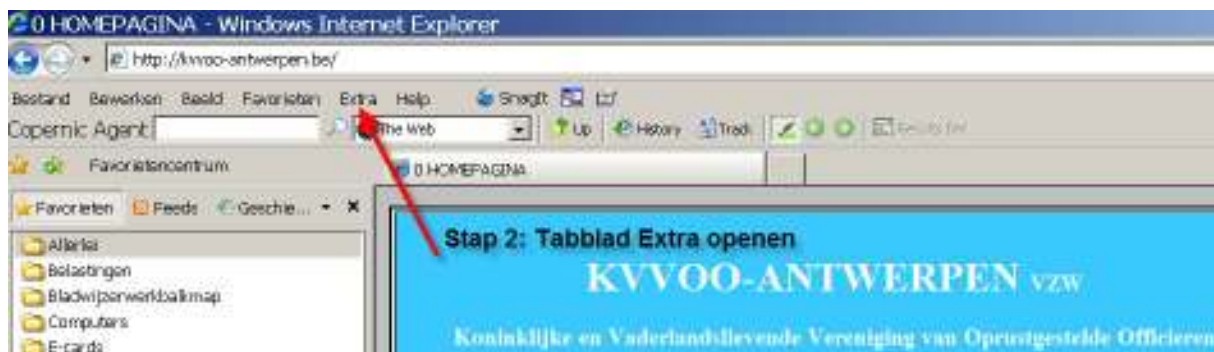 0 HOMEPAGINA - Windows Internet Explorer
http://kvvoo-antwerpen.be/
Bestand Bewerken Beeld Favorieten Extra Help SnagIt
Copernic Agent The Web Up History Track
Favorietencentrum 0 HOMEPAGINA
Favorieten Feeds Geschie...
Allerlei
Stap 2: Tabblad Extra openen
Belastingen
KVVOO-ANTWERPEN VZW
Bladwijzerwerkbalkmap
Computers
Koninklijke en Vaderlandslievende Vereniging van Oprustgestelde Officieren
E-cards